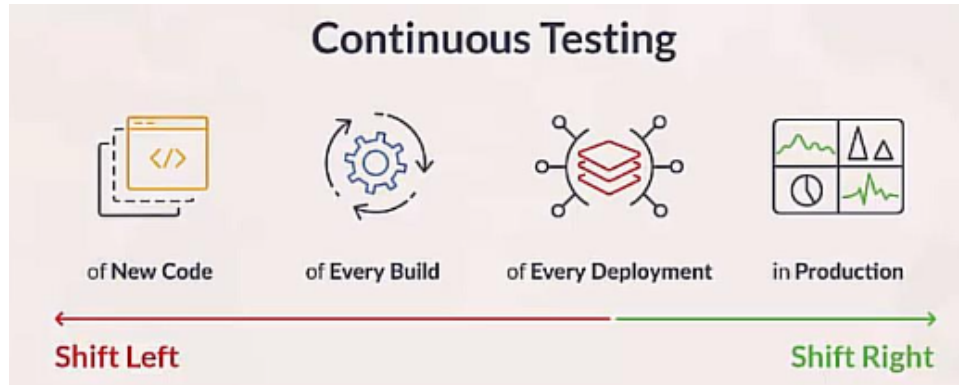 Continuous Testing
</>
of New Code
of Every Build
of Every Deployment
in Production
Shift Left
Shift Right